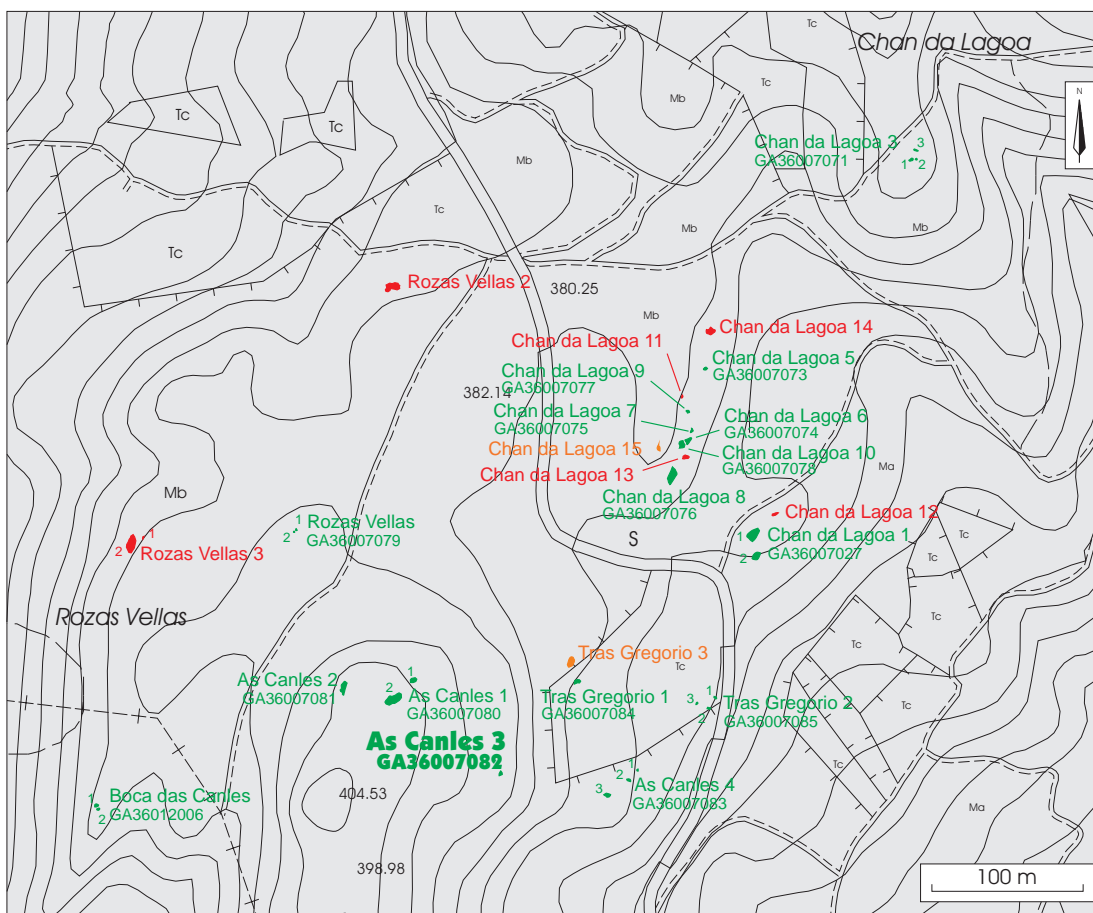 Chan da Lagoa
N
Tc
Tc
Mb
Tc
Mb
Chan da Lagoa 3
GA36007071
3
1
2
Tc
Tc
Mb
Mb
Rozas Vellas 2
380.25
Mb
Chan da Lagoa 14
Chan da Lagoa 11
Chan da Lagoa 5
GA36007073
Chan da Lagoa 9
GA36007077
382.14
Chan da Lagoa 7
GA36007075
Chan da Lagoa 6
GA36007074
Chan da Lagoa 15
Chan da Lagoa 10
GA36007078
Chan da Lagoa 13
Ma
Mb
Chan da Lagoa 8
GA36007076
Chan da Lagoa 12
Tc
Tc
1
Rozas Vellas
2
GA36007079
1
2
Rozas Vellas 3
S
1
Chan da Lagoa 1
2
GA36007027
Tc
Rozas Vellas
Tc
Tc
Tc
Tras Gregorio 3
Tc
As Canles 2
GA36007081
1
2
As Canles 1
GA36007080
Tras Gregorio 1
GA36007084
1
3
2
Tras Gregorio 2
GA36007085
Tc
As Canles 3
GA36007082
Tc
1
2
As Canles 4
3
GA36007083
1
Boca das Canles
2
GA36012006
404.53
Ma
398.98
100 m